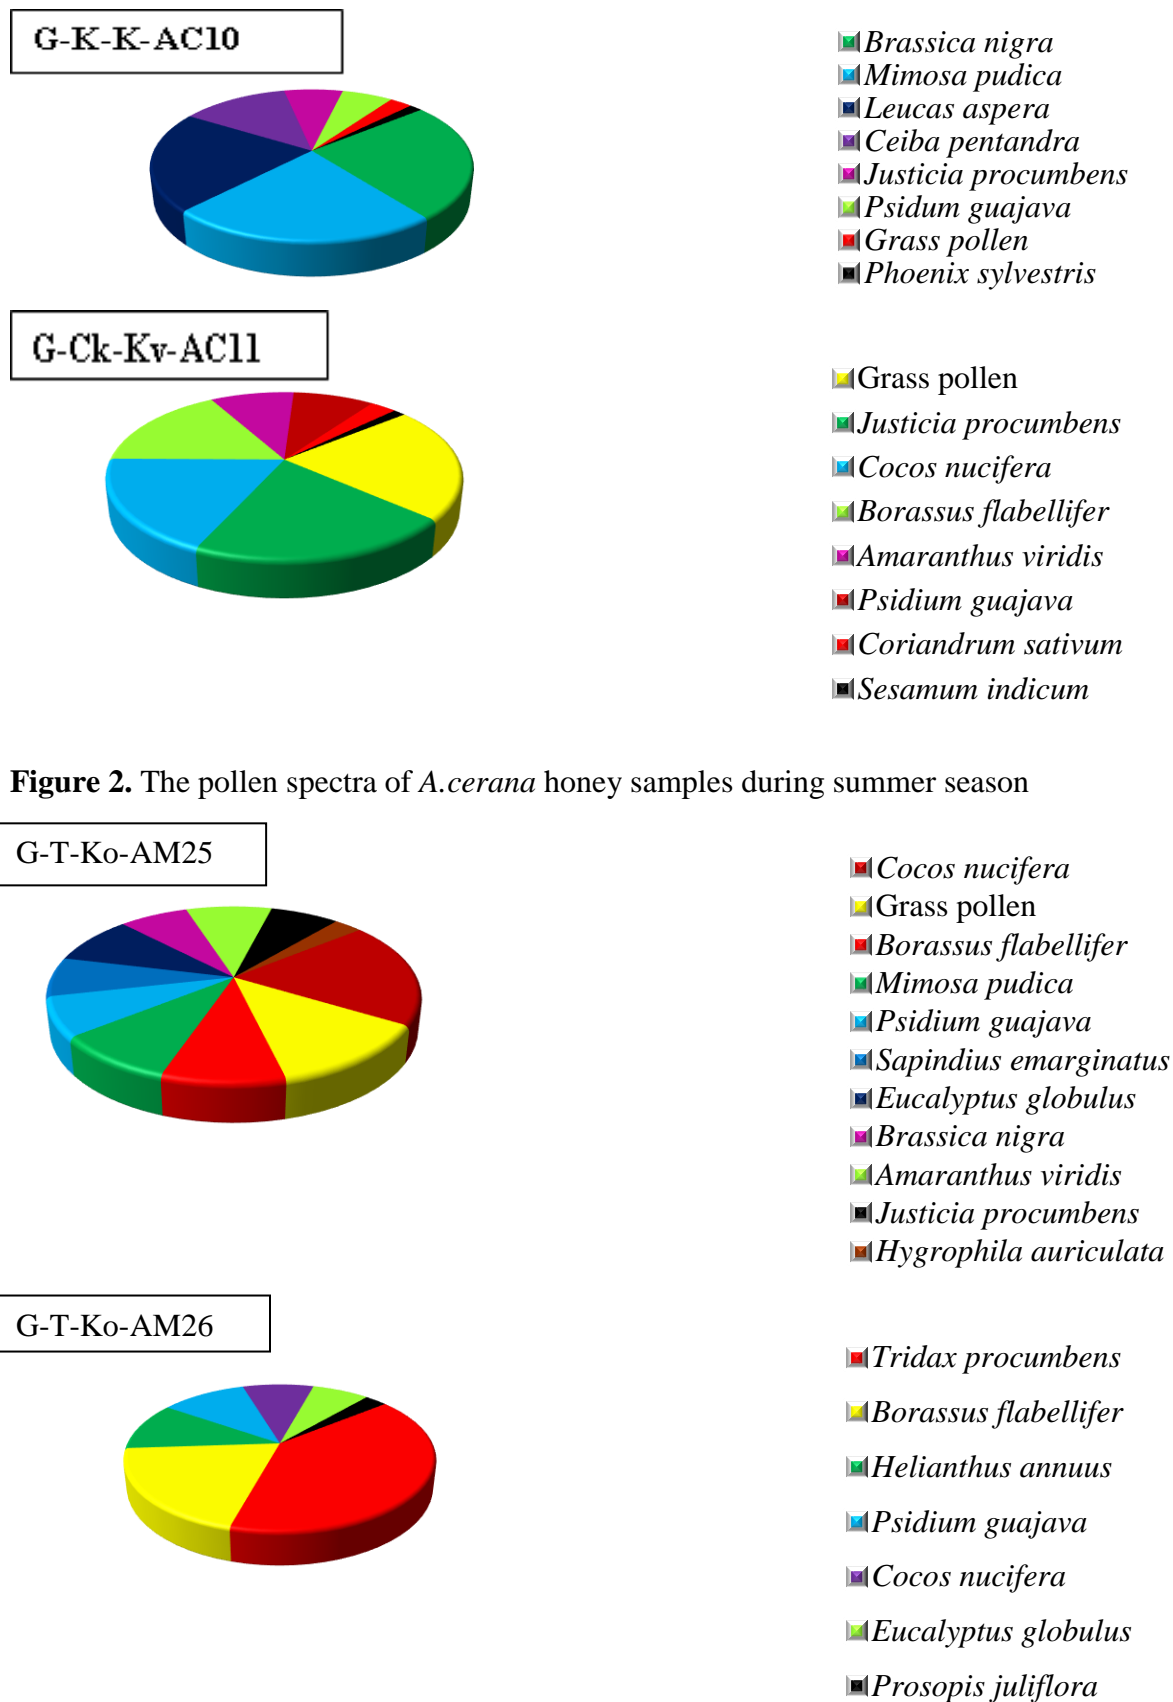 G-K-K-AC10
Brassica nigra
Mimosa pudica
Leucas aspera
Ceiba pentandra
Justicia procumbens
Psidum guajava
Grass pollen
Phoenix sylvestris
G-Ck-Kv-AC11
Grass pollen
Justicia procumbens
Cocos nucifera
Borassus flabellifer
Amaranthus viridis
Psidium guajava
Coriandrum sativum
Sesamum indicum
Figure 2. The pollen spectra of A.cerana honey samples during summer season
G-T-Ko-AM25
Cocos nucifera
Grass pollen
Borassus flabellifer
Mimosa pudica
Psidium guajava
Sapindius emarginatus
Eucalyptus globulus
Brassica nigra
Amaranthus viridis
Justicia procumbens
Hygrophila auriculata
G-T-Ko-AM26
Tridax procumbens
Borassus flabellifer
Helianthus annuus
Psidium guajava
Cocos nucifera
Eucalyptus globulus
Prosopis juliflora